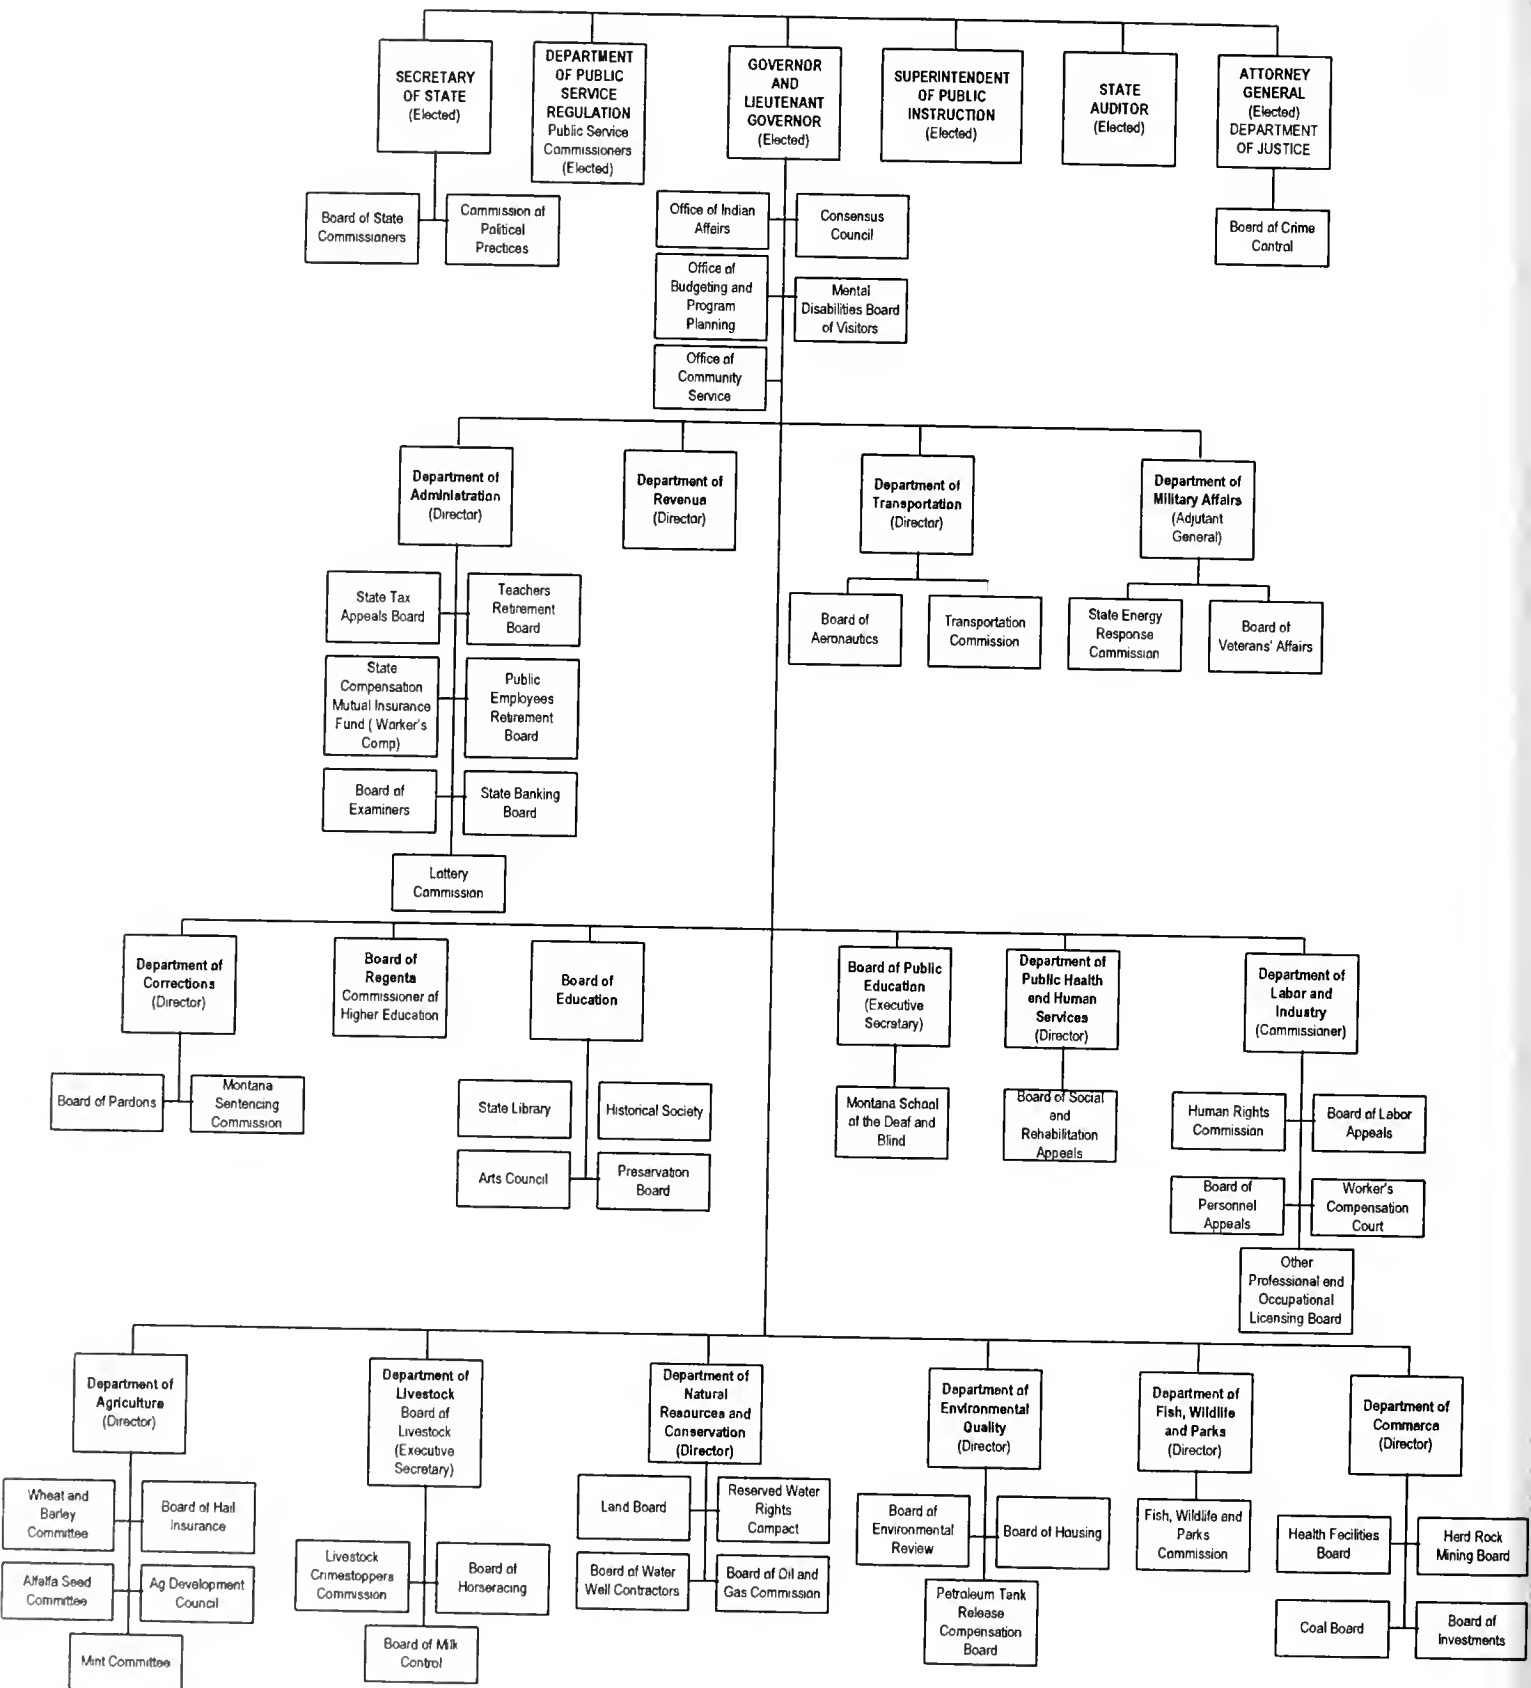 SECRETARY
OF STATE
(Elected)
DEPARTMENT
OF PUBLIC
SERVICE
REGULATION
Public Service
Commissioners
(Elected)
GOVERNOR
AND
LIEUTENANT
GOVERNOR
(Elected)
SUPERINTENDENT
OF PUBLIC
INSTRUCTION
(Elected)
STATE
AUDITOR
(Elected)
ATTORNEY
GENERAL
(Elected)
DEPARTMENT
OF JUSTICE
Board of State
Commissioners
Commission of
Political
Practices
Office of Indian
Affairs
Consensus
Council
Board of Crime
Control
Office of
Budgeting and
Program
Planning
Mental
Disabilities Board
of Visitors
Office of
Community
Service
Department of
Administration
(Director)
Department of
Revenue
(Director)
Department of
Transportation
(Director)
Department of
Military Affairs
(Adjutant
General)
State Tax
Appeals Board
Teachers
Retirement
Board
Board of
Aeronautics
Transportation
Commission
State Energy
Response
Commission
Board of
Veterans' Affairs
State
Compensation
Mutual Insurance
Fund ( Worker's
Comp)
Public
Employees
Retirement
Board
Board of
Examiners
State Banking
Board
Lottery
Commission
Department of
Corrections
(Director)
Board of
Regents
Commissioner of
Higher Education
Board of
Education
Board of Public
Education
(Executive
Secretary)
Department of
Public Health
and Human
Services
(Director)
Department of
Labor and
Industry
(Commissioner)
Board of Pardons
Montana
Sentencing
Commission
State Library
Historical Society
Arts Council
Preservation
Board
Montana School
of the Deaf and
Blind
Board of Social
and
Rehabilitation
Appeals
Human Rights
Commission
Board of Labor
Appeals
Board of
Personnel
Appeals
Worker's
Compensation
Court
Other
Professional and
Occupational
Licensing Board
Department of
Agriculture
(Director)
Department of
Livestock
Board of
Livestock
(Executive
Secretary)
Department of
Natural
Resources and
Conservation
(Director)
Department of
Environmental
Quality
(Director)
Department of
Fish, Wildlife
and Parks
(Director)
Department of
Commerce
(Director)
Wheat and
Barley
Committee
Board of Hail
Insurance
Alfalfa Seed
Committee
Ag Development
Council
Mint Committee
Livestock
Crimestoppers
Commission
Board of
Horseracing
Board of Milk
Control
Land Board
Reserved Water
Rights
Compact
Board of Water
Well Contractors
Board of Oil and
Gas Commission
Board of
Environmental
Review
Board of Housing
Petroleum Tank
Release
Compensation
Board
Fish, Wildlife and
Parks
Commission
Health Facilities
Board
Hard Rock
Mining Board
Coal Board
Board of
Investments